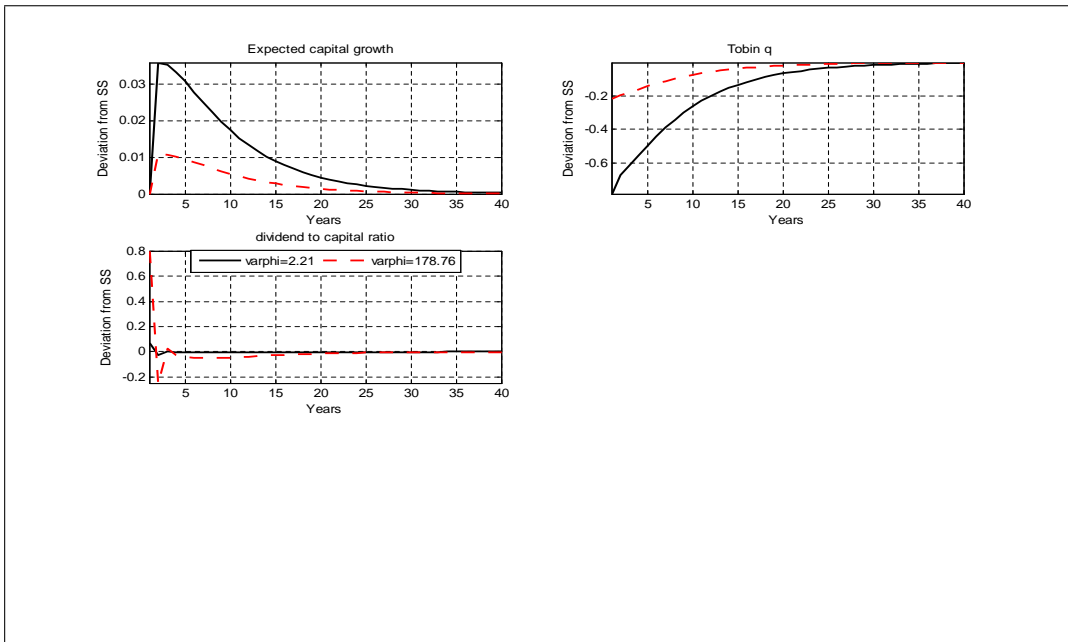 Expected capital growth
Deviation from SS
0.03
0.02
0.01
0
5 10 15 20 25 30 35 40
Years
Tobin q
Deviation from SS
-0.2
-0.4
-0.6
5 10 15 20 25 30 35 40
Years
dividend to capital ratio
varphi=2.21 varphi=178.76
Deviation from SS
0.8
0.6
0.4
0.2
0
-0.2
5 10 15 20 25 30 35 40
Years